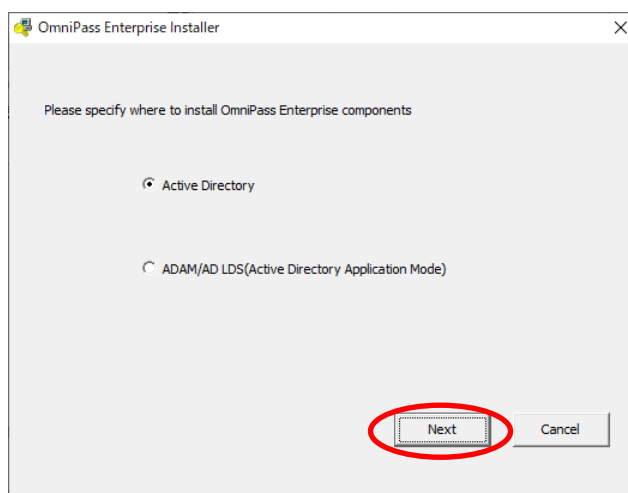 OmniPass Enterprise Installer
Please specify where to install OmniPass Enterprise components
Active Directory
ADAM/AD LDS(Active Directory Application Mode)
Next Cancel